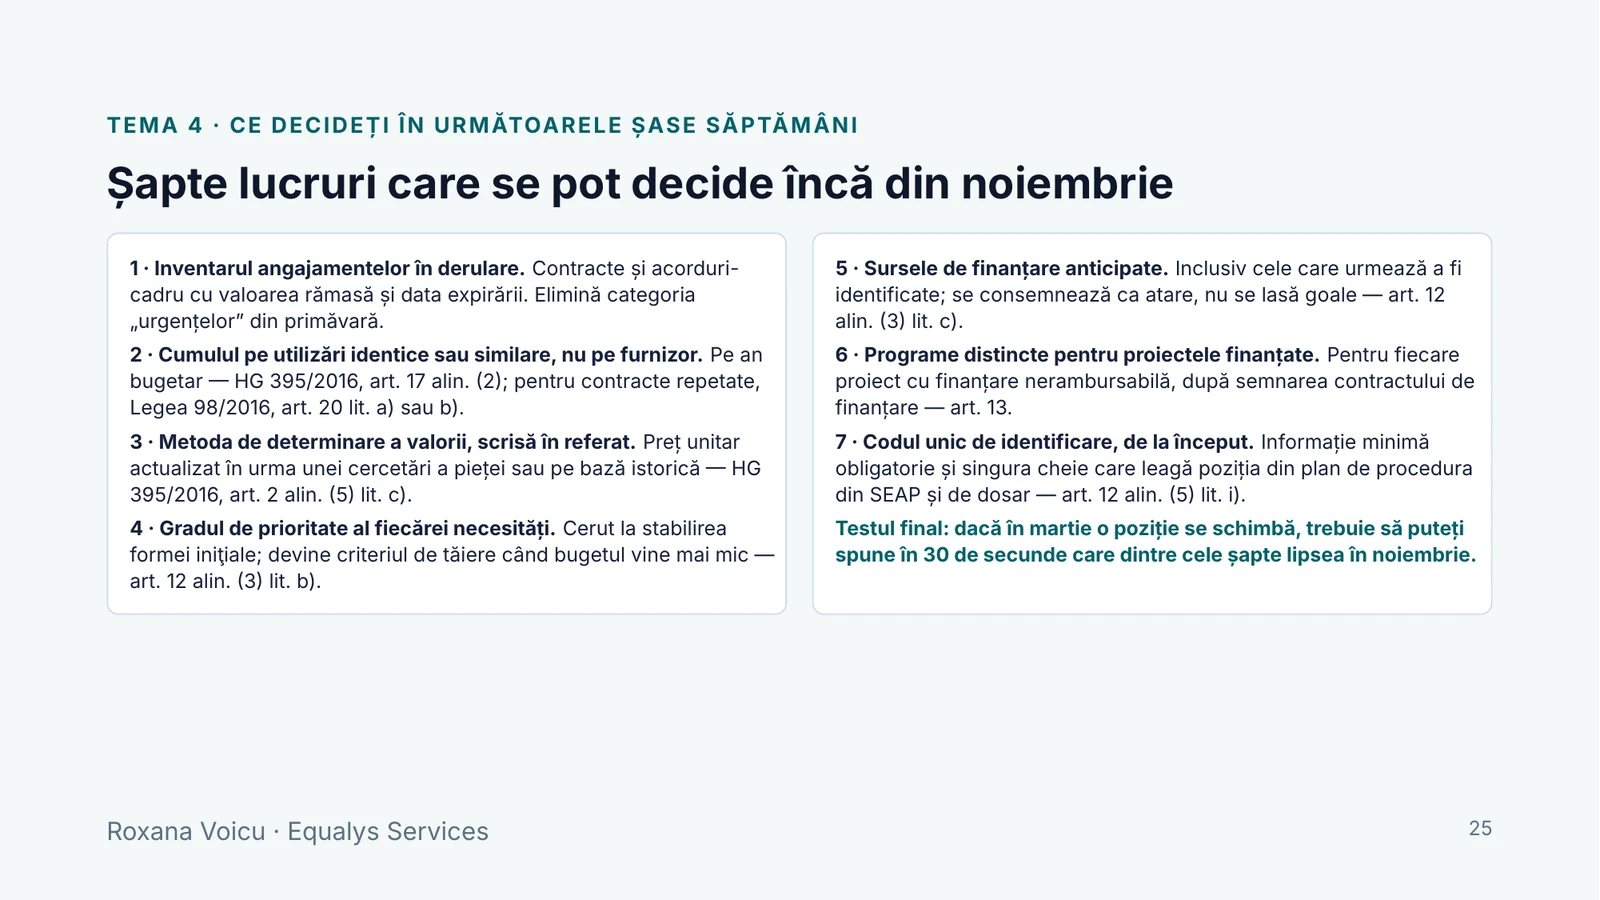 TEMA 4 · CE DECIDEȚI ÎN URMĂTOARELE ȘASE SĂPTĂMÂNI
Șapte lucruri care se pot decide încă din noiembrie
1 · Inventarul angajamentelor în derulare. Contracte și acorduri-
cadru cu valoarea rămasă și data expirării. Elimină categoria
„urgențelor” din primăvară.
2 · Cumulul pe utilizări identice sau similare, nu pe furnizor. Pe an
bugetar — HG 395/2016, art. 17 alin. (2); pentru contracte repetate,
Legea 98/2016, art. 20 lit. a) sau b).
3 · Metoda de determinare a valorii, scrisă în referat. Preț unitar
actualizat în urma unei cercetări a pieței sau pe bază istorică — HG
395/2016, art. 2 alin. (5) lit. c).
4 · Gradul de prioritate al fiecărei necesități. Cerut la stabilirea
formei iniţiale; devine criteriul de tăiere când bugetul vine mai mic —
art. 12 alin. (3) lit. b).
5 · Sursele de finanțare anticipate. Inclusiv cele care urmează a fi
identificate; se consemnează ca atare, nu se lasă goale — art. 12
alin. (3) lit. c).
6 · Programe distincte pentru proiectele finanțate. Pentru fiecare
proiect cu finanțare nerambursabilă, după semnarea contractului de
finanțare — art. 13.
7 · Codul unic de identificare, de la început. Informație minimă
obligatorie și singura cheie care leagă poziția din plan de procedura
din SEAP și de dosar — art. 12 alin. (5) lit. i).
Testul final: dacă în martie o poziție se schimbă, trebuie să puteți
spune în 30 de secunde care dintre cele șapte lipsea în noiembrie.
Roxana Voicu · Equalys Services
25